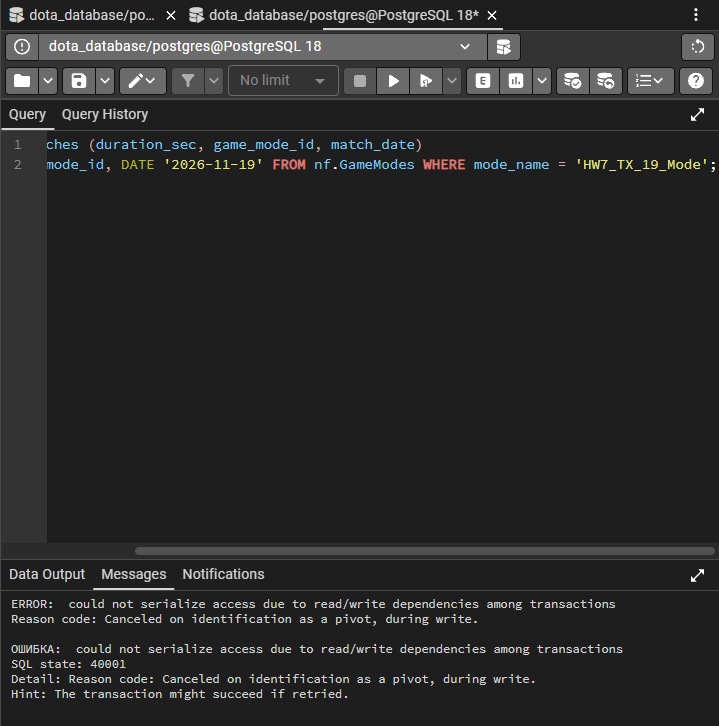 dota_database/po...
dota_database/postgres@PostgreSQL 18*
dota_database/postgres@PostgreSQL 18
No limit
E
Query
Query History
1 ches (duration_sec, game_mode_id, match_date)
2 mode_id, DATE '2026-11-19' FROM nf.GameModes WHERE mode_name = 'HW7_TX_19_Mode';
Data Output
Messages
Notifications
ERROR:  could not serialize access due to read/write dependencies among transactions
Reason code: Canceled on identification as a pivot, during write.
ОШИБКА:  could not serialize access due to read/write dependencies among transactions
SQL state: 40001
Detail: Reason code: Canceled on identification as a pivot, during write.
Hint: The transaction might succeed if retried.